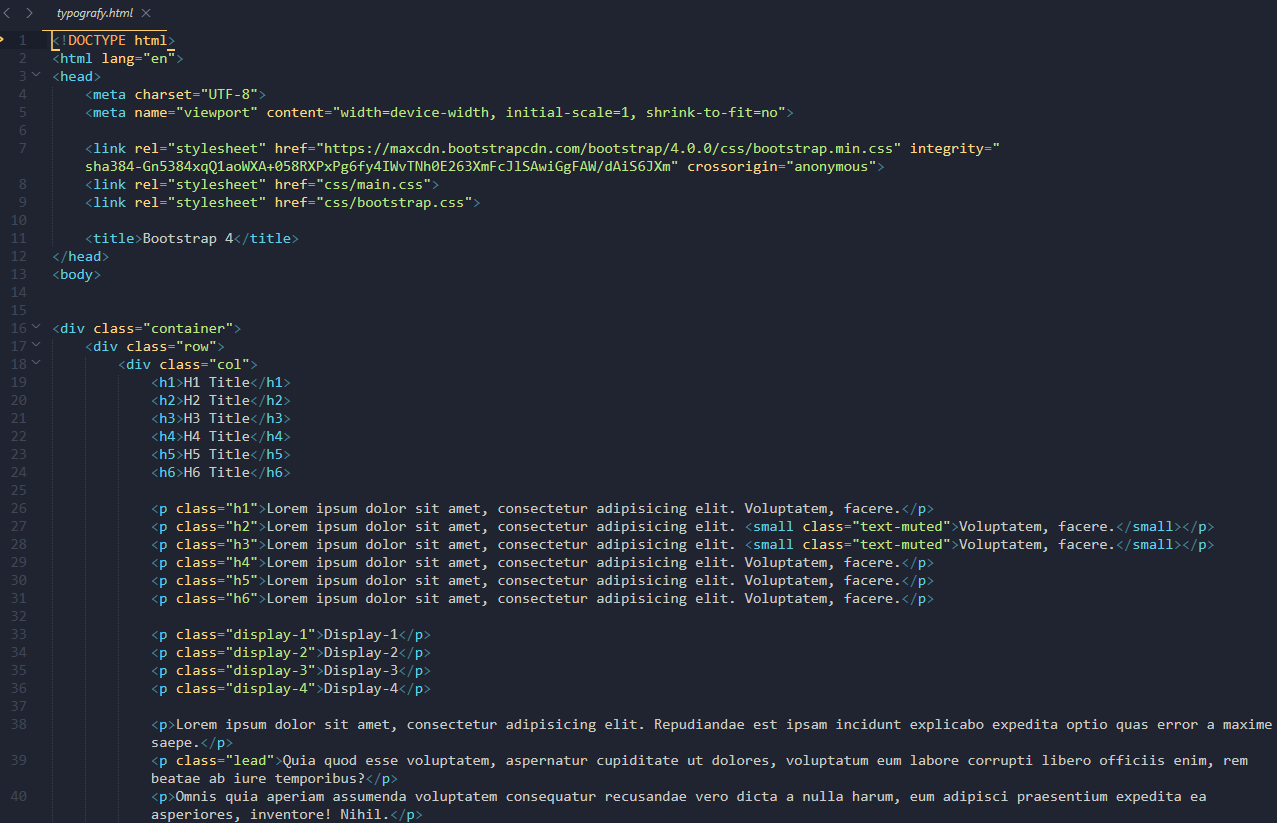 typografy.html
1 <!DOCTYPE html>
2 <html lang="en">
3 <head>
4 <meta charset="UTF-8">
5 <meta name="viewport" content="width=device-width, initial-scale=1, shrink-to-fit=no">
6
7 <link rel="stylesheet" href="https://maxcdn.bootstrapcdn.com/bootstrap/4.0.0/css/bootstrap.min.css" integrity="
sha384-Gn5384xqQ1aoWXA+058RXPxPg6fy4IWvTNh0E263XmFcJlSAwiGgFAW/dAiS6JXm" crossorigin="anonymous">
8 <link rel="stylesheet" href="css/main.css">
9 <link rel="stylesheet" href="css/bootstrap.css">
10
11 <title>Bootstrap 4</title>
12 </head>
13 <body>
14
15
16 <div class="container">
17 <div class="row">
18 <div class="col">
19 <h1>H1 Title</h1>
20 <h2>H2 Title</h2>
21 <h3>H3 Title</h3>
22 <h4>H4 Title</h4>
23 <h5>H5 Title</h5>
24 <h6>H6 Title</h6>
25
26 <p class="h1">Lorem ipsum dolor sit amet, consectetur adipisicing elit. Voluptatem, facere.</p>
27 <p class="h2">Lorem ipsum dolor sit amet, consectetur adipisicing elit. <small class="text-muted">Voluptatem, facere.</small></p>
28 <p class="h3">Lorem ipsum dolor sit amet, consectetur adipisicing elit. <small class="text-muted">Voluptatem, facere.</small></p>
29 <p class="h4">Lorem ipsum dolor sit amet, consectetur adipisicing elit. Voluptatem, facere.</p>
30 <p class="h5">Lorem ipsum dolor sit amet, consectetur adipisicing elit. Voluptatem, facere.</p>
31 <p class="h6">Lorem ipsum dolor sit amet, consectetur adipisicing elit. Voluptatem, facere.</p>
32
33 <p class="display-1">Display-1</p>
34 <p class="display-2">Display-2</p>
35 <p class="display-3">Display-3</p>
36 <p class="display-4">Display-4</p>
37
38 <p>Lorem ipsum dolor sit amet, consectetur adipisicing elit. Repudiandae est ipsam incidunt explicabo expedita optio quas error a maxime
saepe.</p>
39 <p class="lead">Quia quod esse voluptatem, aspernatur cupiditate ut dolores, voluptatum eum labore corrupti libero officiis enim, rem
beatae ab iure temporibus?</p>
40 <p>Omnis quia aperiam assumenda voluptatem consequatur recusandae vero dicta a nulla harum, eum adipisci praesentium expedita ea
asperiores, inventore! Nihil.</p>